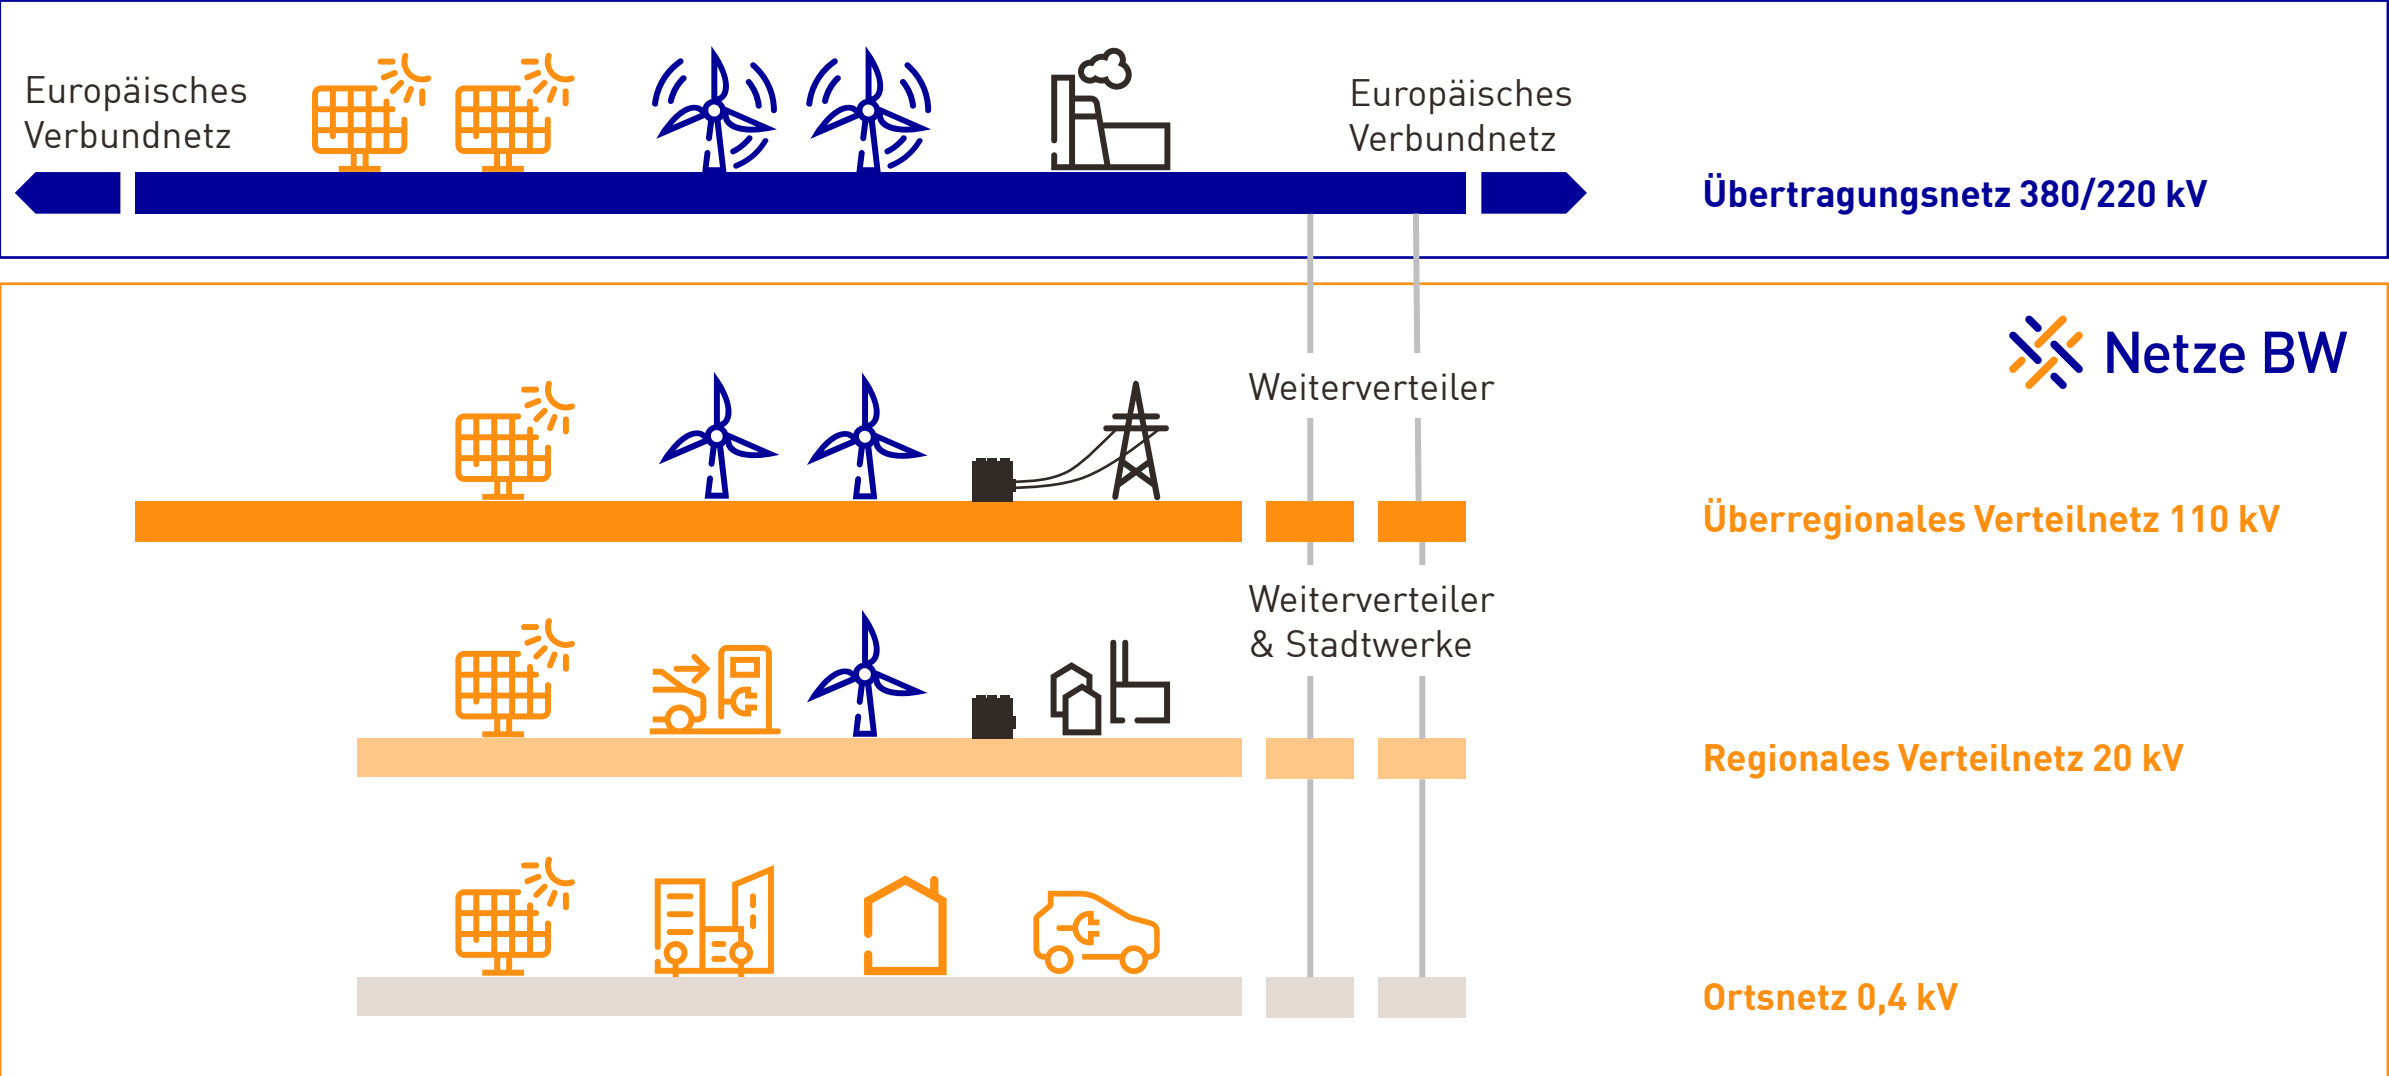 Europäisches
Verbundnetz
Europäisches
Verbundnetz
Übertragungsnetz 380/220 kV
Netze BW
Weiterverteiler
Überregionales Verteilnetz 110 kV
Weiterverteiler
& Stadtwerke
Regionales Verteilnetz 20 kV
Ortsnetz 0,4 kV